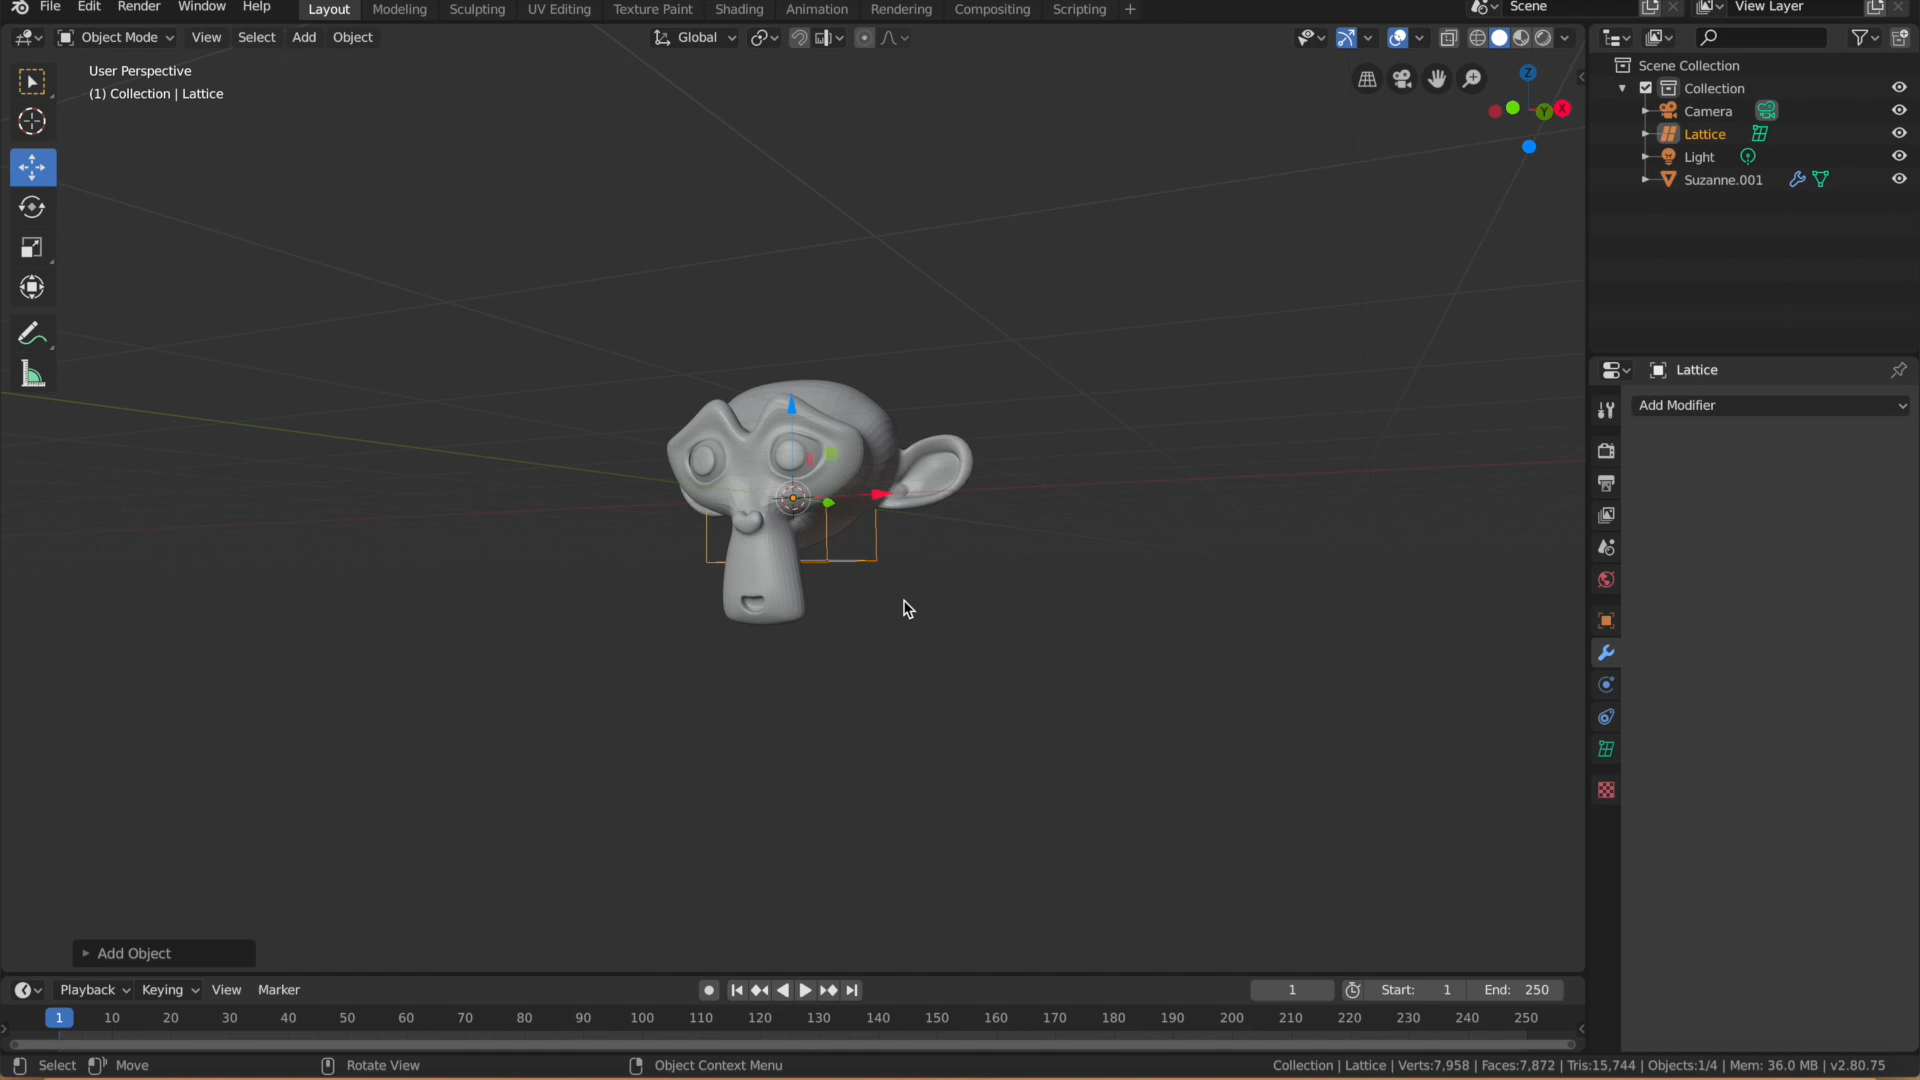 File Edit Render Window Help Layout Modeling Sculpting UV Editing Texture Paint Shading Animation Rendering Compositing Scripting + Scene View Layer
Object Mode View Select Add Object Global
User Perspective
(1) Collection | Lattice
Z
Y X
Scene Collection
Collection
Camera
Lattice
Light
Suzanne.001
Lattice
Add Modifier
Add Object
Playback Keying View Marker 1 Start: 1 End: 250
1 10 20 30 40 50 60 70 80 90 100 110 120 130 140 150 160 170 180 190 200 210 220 230 240 250
Select Move Rotate View Object Context Menu Collection | Lattice | Verts:7,958 | Faces:7,872 | Tris:15,744 | Objects:1/4 | Mem: 36.0 MB | v2.80.75